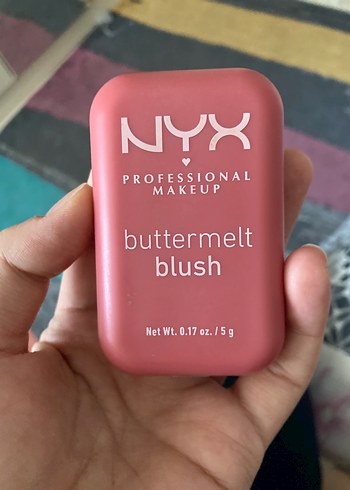 NYX
PROFESSIONAL
MAKEUP
buttermelt
blush
Net Wt. 0.17 oz. / 5 g